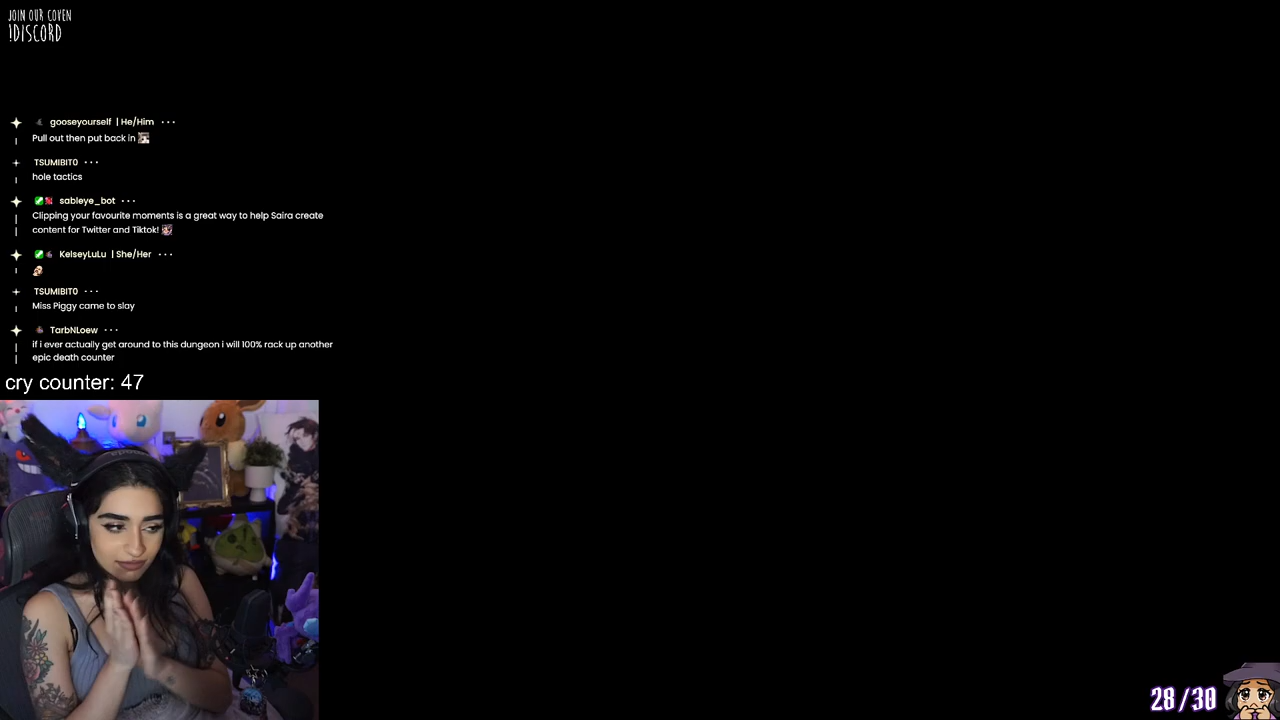 JOIN OUR COVEN
!DISCORD
gooseyourself | He/Him
Pull out then put back in
TSUMIBIT0
hole tactics
sableye_bot
Clipping your favourite moments is a great way to help Saira create
content for Twitter and Tiktok!
KelseyLuLu | She/Her
TSUMIBIT0
Miss Piggy came to slay
TarbNLoew
if i ever actually get around to this dungeon i will 100% rack up another
epic death counter
cry counter: 47
28/30